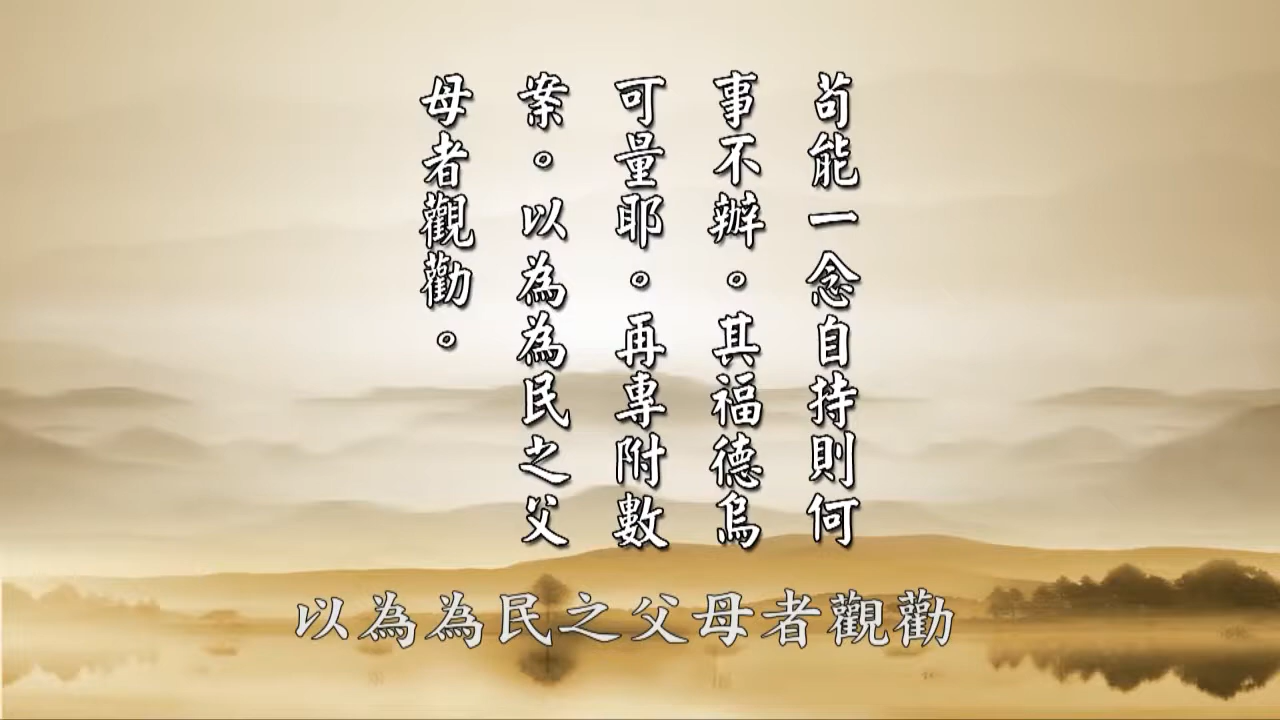 苟能一念自持則何
事不辦。其福德烏
可量耶。再專附數
案。以為為民之父
母者觀勸。
以為為民之父母者觀勸